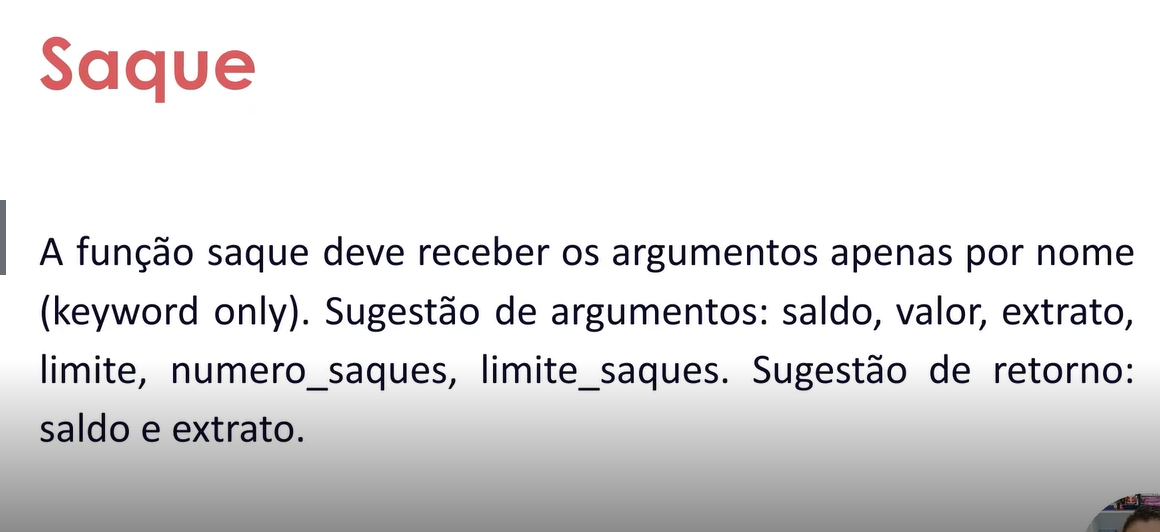 Saque
A função saque deve receber os argumentos apenas por nome
(keyword only). Sugestão de argumentos: saldo, valor, extrato,
limite, numero_saques, limite_saques. Sugestão de retorno:
saldo e extrato.